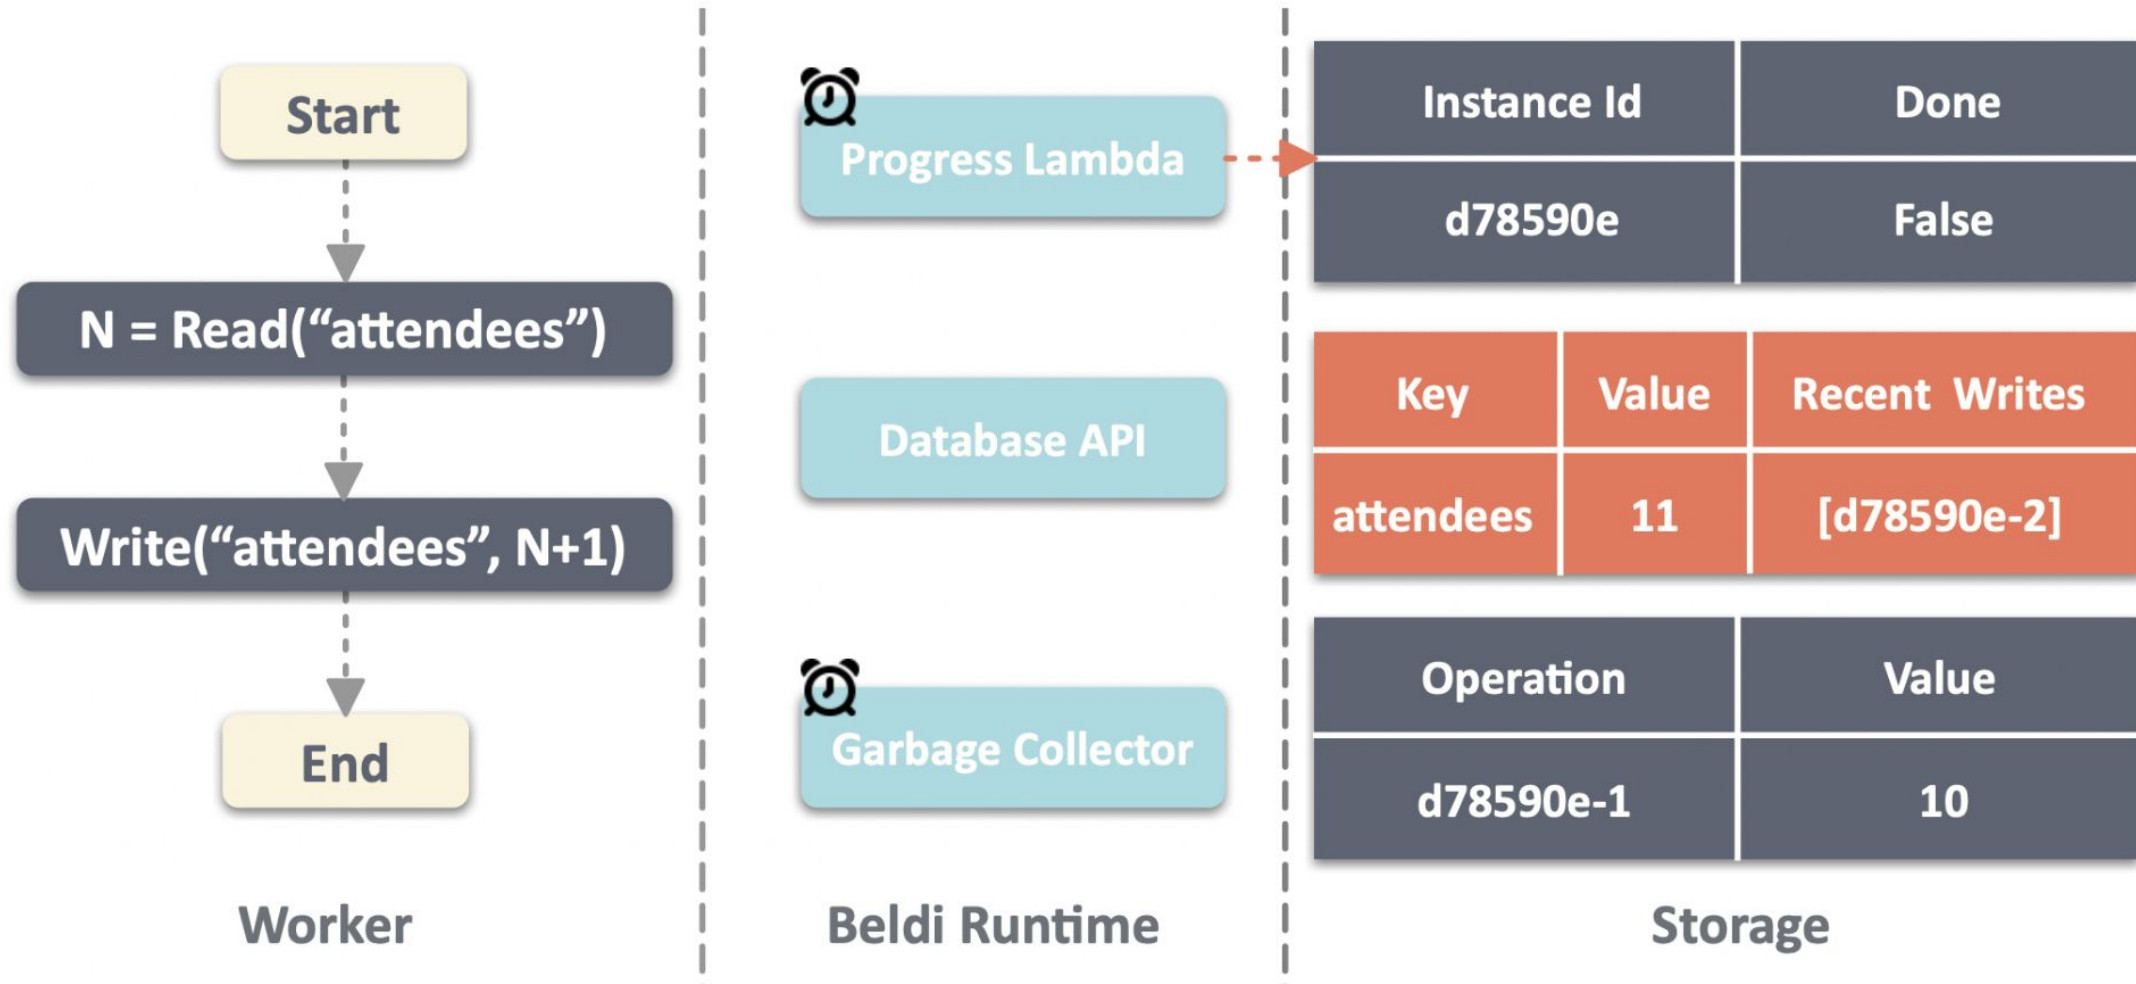 Start
N = Read(“attendees”)
Write(“attendees”, N+1)
End
Worker
Progress Lambda
Database API
Garbage Collector
Beldi Runtime
Instance Id Done
d78590e False
Key Value Recent Writes
attendees 11 [d78590e-2]
Operation Value
d78590e-1 10
Storage